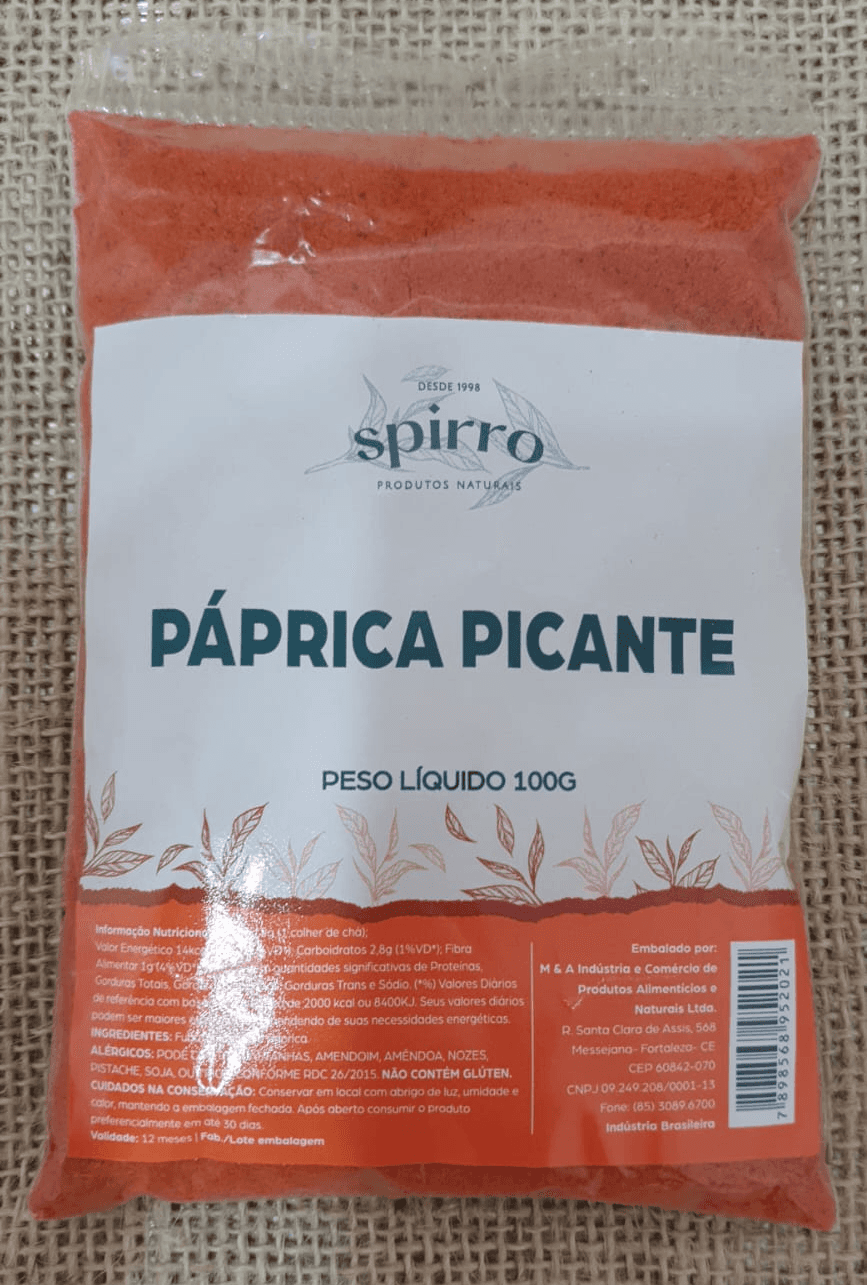 DESDE 1998
spirro
PRODUTOS NATURAIS
PÁPRICA PICANTE
PESO LÍQUIDO 100G
Informação (1 colher de chá);
Valor Energético Carboidratos 2,8g (1%VD*); Fibra
Alimentar 1g (4%VD* quantidades significativas de Proteínas,
Gorduras Totais, Gorduras Trans e Sódio. (*%) Valores Diários
de referência com de 2000 kcal ou 8400KJ. Seus valores diários
podem ser maiores de suas necessidades energéticas.
INGREDIENTES:
ALÉRGICOS: PODE AMENDOIM, AMÊNDOA, NOZES,
PISTACHE, SOJA, CONFORME RDC 26/2015. NÃO CONTÉM GLÚTEN.
CUIDADOS NA CONSERVAÇÃO: Conservar em local com abrigo de luz, umidade e
calor, mantendo a embalagem fechada. Após aberto consumir o produto
preferencialmente em até 30 dias.
Validade: 12 meses | Fab./Lote embalagem
Embalado por:
M & A Indústria e Comércio de
Produtos Alimentícios e
Naturais Ltda.
R. Santa Clara de Assis, 568
Messejana- Fortaleza- CE
CEP 60842-070
CNPJ 09.249.208/0001-13
Fone: (85) 3089.6700
Indústria Brasileira
7 898568 952021